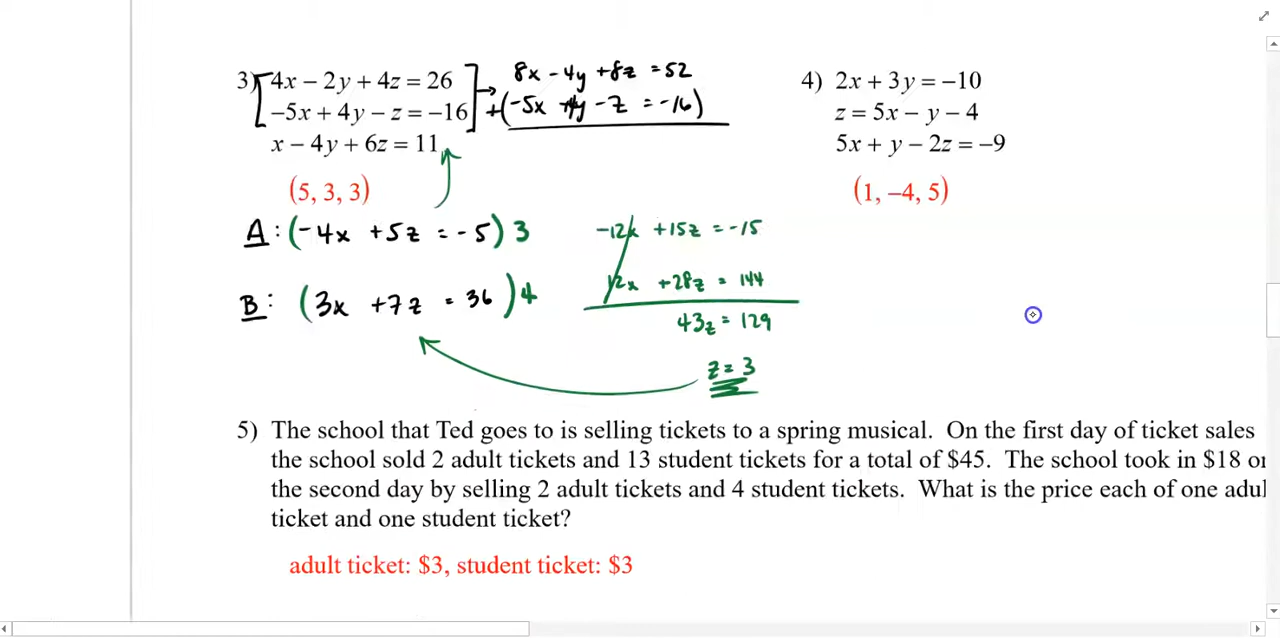 3) 4x – 2y + 4z = 26
–5x + 4y – z = –16
x – 4y + 6z = 11
8x - 4y + 8z = 52
+(-5x +4y - z = -16)
(5, 3, 3)
4) 2x + 3y = –10
z = 5x – y – 4
5x + y – 2z = –9
(1, –4, 5)
A: (-4x +5z = -5) 3
B: (3x +7z = 36) 4
-12x +15z = -15
12x +28z = 144
43z = 129
z = 3
5) The school that Ted goes to is selling tickets to a spring musical. On the first day of ticket sales
the school sold 2 adult tickets and 13 student tickets for a total of $45. The school took in $18 on
the second day by selling 2 adult tickets and 4 student tickets. What is the price each of one adul
ticket and one student ticket?
adult ticket: $3, student ticket: $3